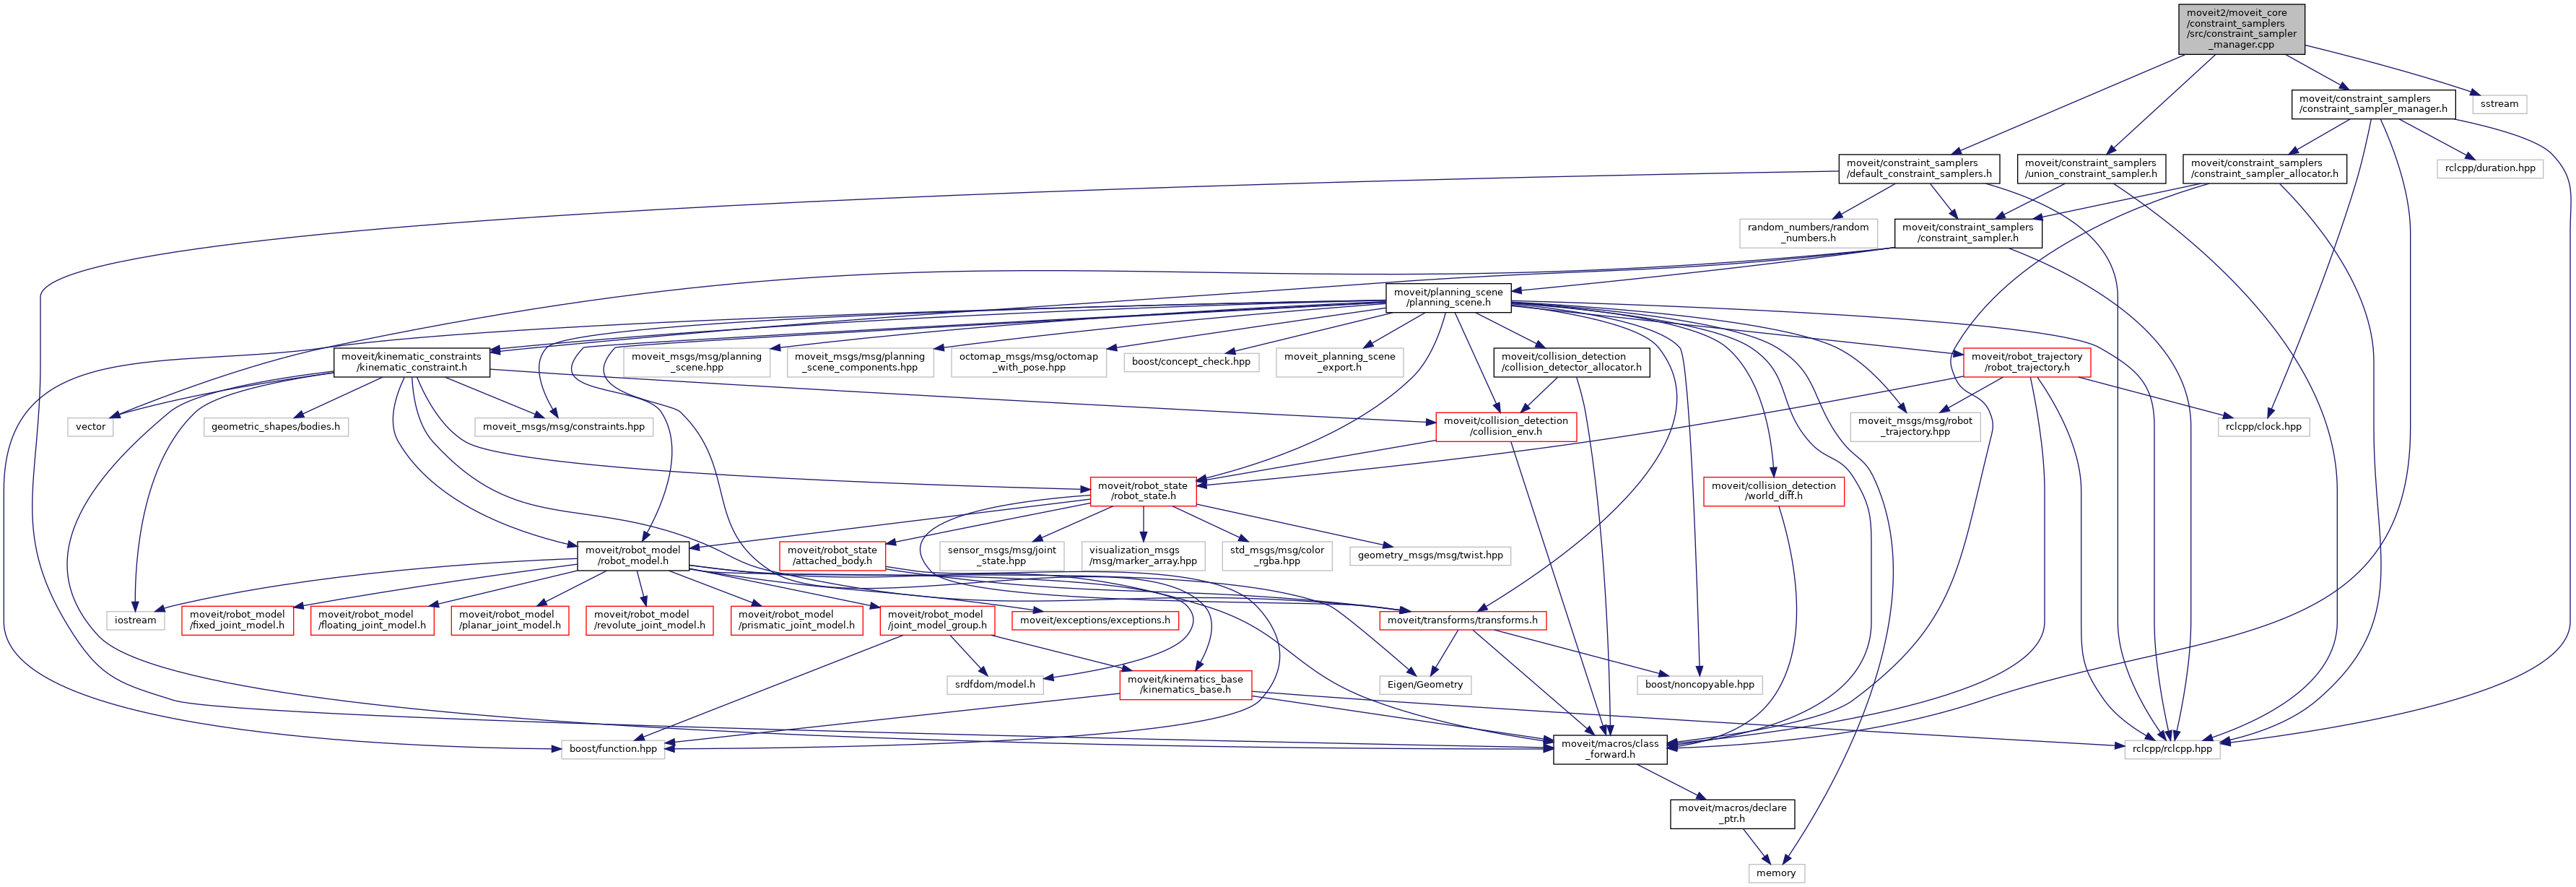 moveit2/moveit_core
/constraint_samplers
/src/constraint_sampler
_manager.cpp
moveit/constraint_samplers
/constraint_sampler_manager.h
sstream
moveit/constraint_samplers
/default_constraint_samplers.h
moveit/constraint_samplers
/union_constraint_sampler.h
moveit/constraint_samplers
/constraint_sampler_allocator.h
rclcpp/duration.hpp
random_numbers/random
_numbers.h
moveit/constraint_samplers
/constraint_sampler.h
moveit/planning_scene
/planning_scene.h
moveit/kinematic_constraints
/kinematic_constraint.h
moveit_msgs/msg/planning
_scene.hpp
moveit_msgs/msg/planning
_scene_components.hpp
octomap_msgs/msg/octomap
_with_pose.hpp
boost/concept_check.hpp
moveit_planning_scene
_export.h
moveit/collision_detection
/collision_detector_allocator.h
moveit/robot_trajectory
/robot_trajectory.h
vector
geometric_shapes/bodies.h
moveit_msgs/msg/constraints.hpp
moveit/collision_detection
/collision_env.h
moveit_msgs/msg/robot
_trajectory.hpp
rclcpp/clock.hpp
moveit/robot_state
/robot_state.h
moveit/collision_detection
/world_diff.h
moveit/robot_model
/robot_model.h
moveit/robot_state
/attached_body.h
sensor_msgs/msg/joint
_state.hpp
visualization_msgs
/msg/marker_array.hpp
std_msgs/msg/color
_rgba.hpp
geometry_msgs/msg/twist.hpp
iostream
moveit/robot_model
/fixed_joint_model.h
moveit/robot_model
/floating_joint_model.h
moveit/robot_model
/planar_joint_model.h
moveit/robot_model
/revolute_joint_model.h
moveit/robot_model
/prismatic_joint_model.h
moveit/robot_model
/joint_model_group.h
moveit/exceptions/exceptions.h
moveit/transforms/transforms.h
srdfdom/model.h
moveit/kinematics_base
/kinematics_base.h
Eigen/Geometry
boost/noncopyable.hpp
boost/function.hpp
moveit/macros/class
_forward.h
rclcpp/rclcpp.hpp
moveit/macros/declare
_ptr.h
memory